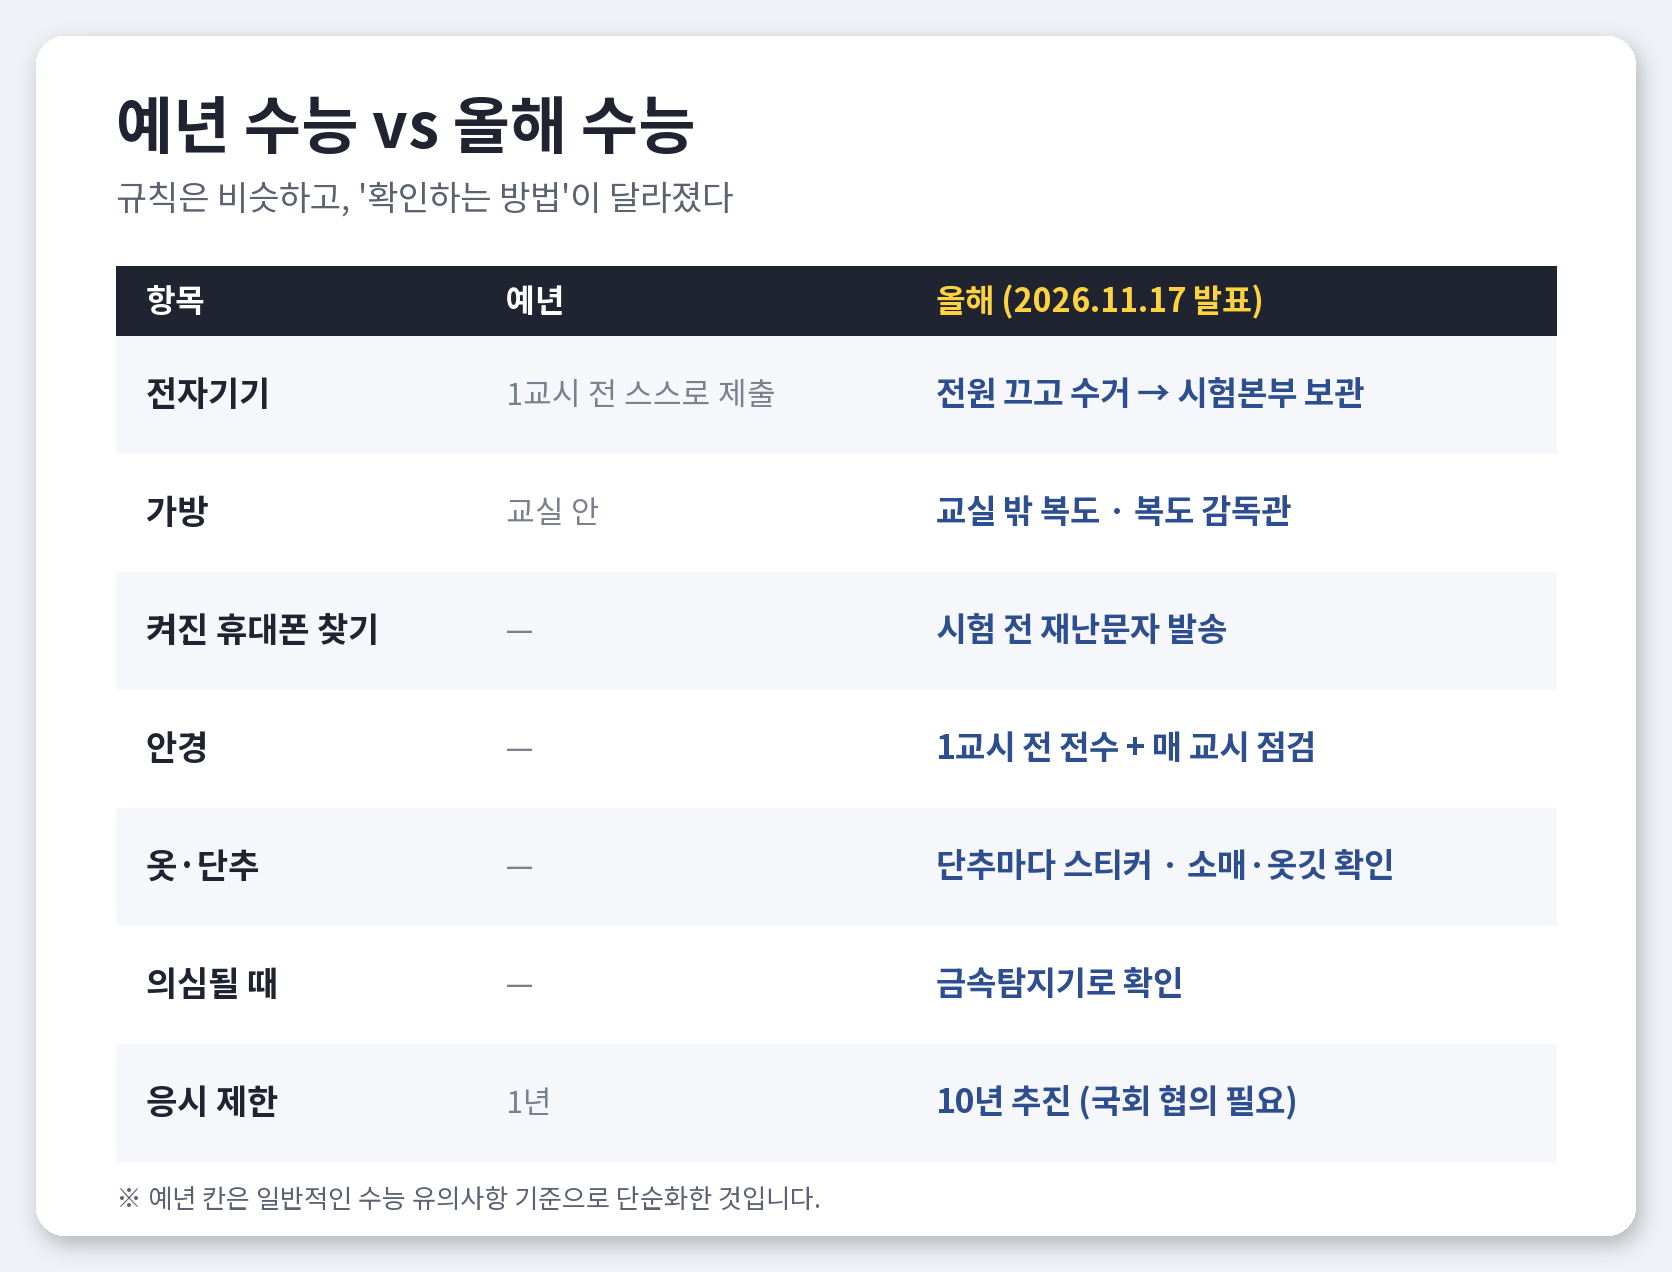 예년 수능 vs 올해 수능
규칙은 비슷하고, '확인하는 방법'이 달라졌다
항목 예년 올해 (2026.11.17 발표)
전자기기 1교시 전 스스로 제출 전원 끄고 수거 → 시험본부 보관
가방 교실 안 교실 밖 복도 · 복도 감독관
켜진 휴대폰 찾기 — 시험 전 재난문자 발송
안경 — 1교시 전 전수 + 매 교시 점검
옷·단추 — 단추마다 스티커 · 소매·옷깃 확인
의심될 때 — 금속탐지기로 확인
응시 제한 1년 10년 추진 (국회 협의 필요)
※ 예년 칸은 일반적인 수능 유의사항 기준으로 단순화한 것입니다.